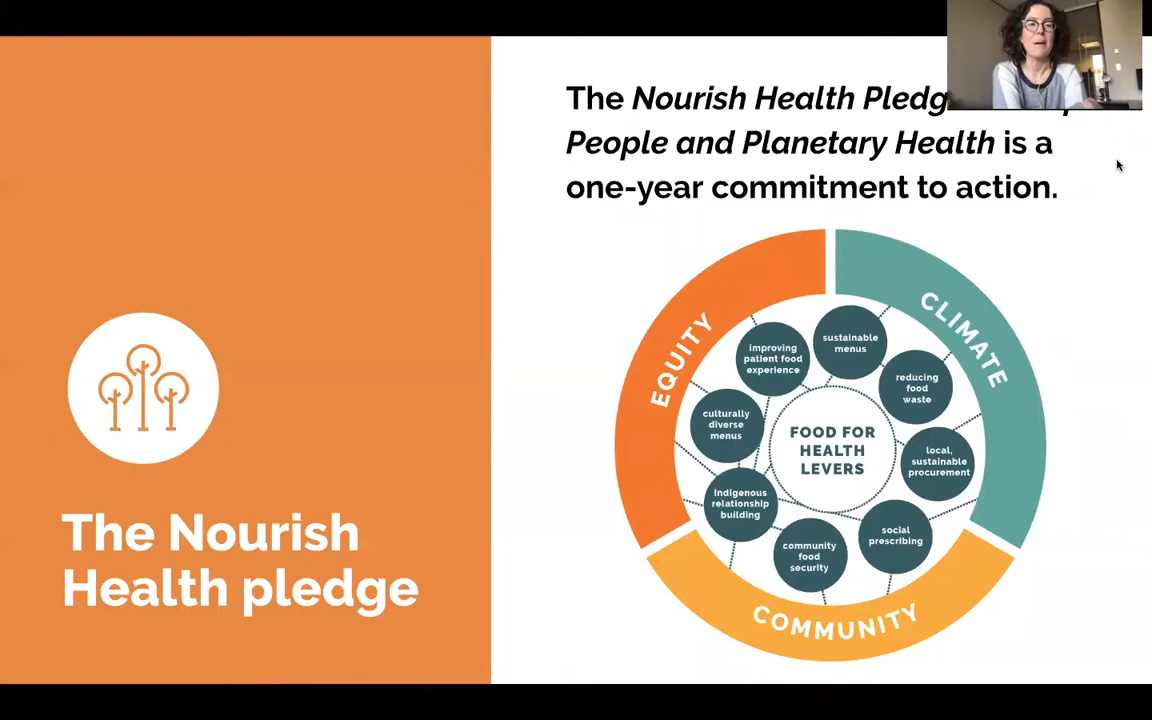 The Nourish Health Pledg
People and Planetary Health is a
one-year commitment to action.
EQUITY
CLIMATE
COMMUNITY
improving
patient food
experience
sustainable
menus
reducing
food
waste
culturally
diverse
menus
FOOD FOR
HEALTH
LEVERS
local,
sustainable
procurement
Indigenous
relationship
building
community
food
security
social
prescribing
The Nourish
Health pledge